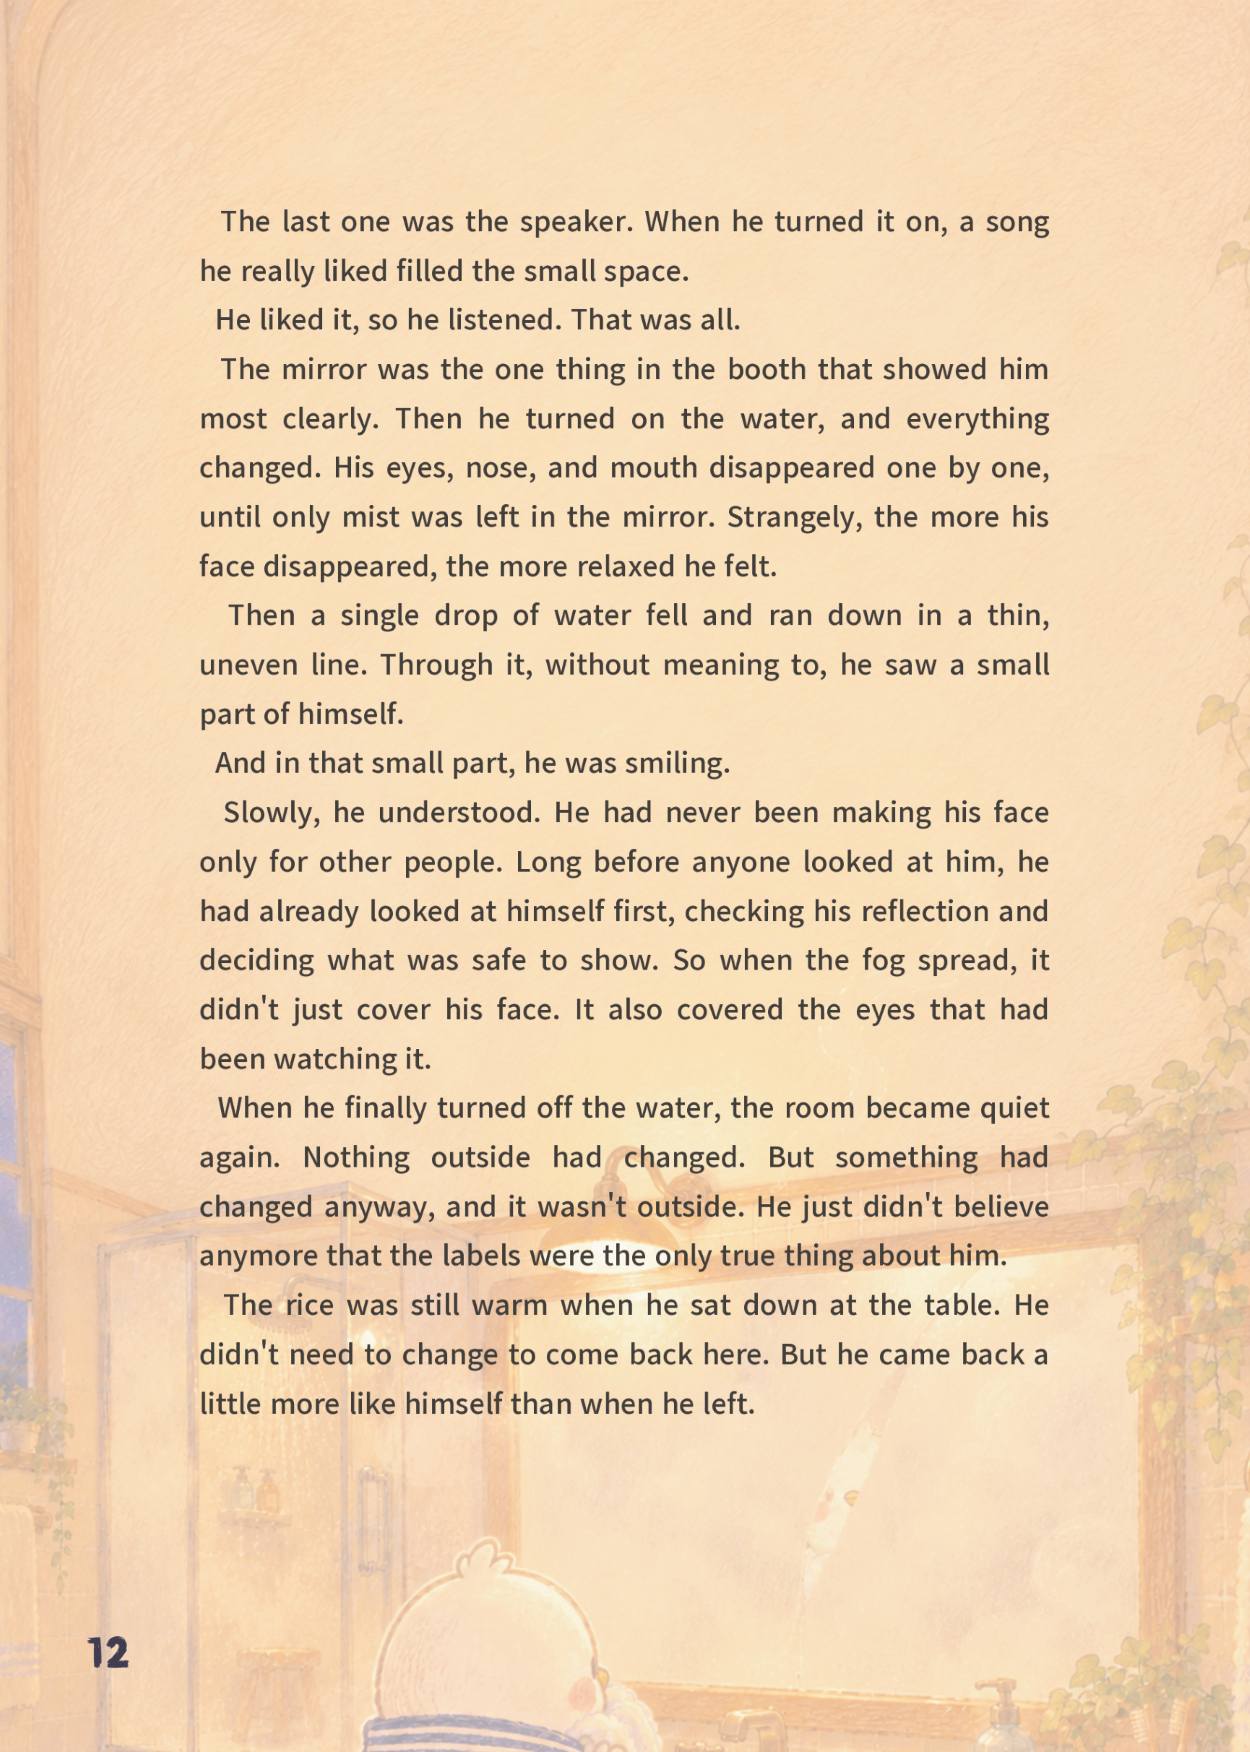 The last one was the speaker. When he turned it on, a song
he really liked filled the small space.
He liked it, so he listened. That was all.
The mirror was the one thing in the booth that showed him
most clearly. Then he turned on the water, and everything
changed. His eyes, nose, and mouth disappeared one by one,
until only mist was left in the mirror. Strangely, the more his
face disappeared, the more relaxed he felt.
Then a single drop of water fell and ran down in a thin,
uneven line. Through it, without meaning to, he saw a small
part of himself.
And in that small part, he was smiling.
Slowly, he understood. He had never been making his face
only for other people. Long before anyone looked at him, he
had already looked at himself first, checking his reflection and
deciding what was safe to show. So when the fog spread, it
didn't just cover his face. It also covered the eyes that had
been watching it.
When he finally turned off the water, the room became quiet
again. Nothing outside had changed. But something had
changed anyway, and it wasn't outside. He just didn't believe
anymore that the labels were the only true thing about him.
The rice was still warm when he sat down at the table. He
didn't need to change to come back here. But he came back a
little more like himself than when he left.
12